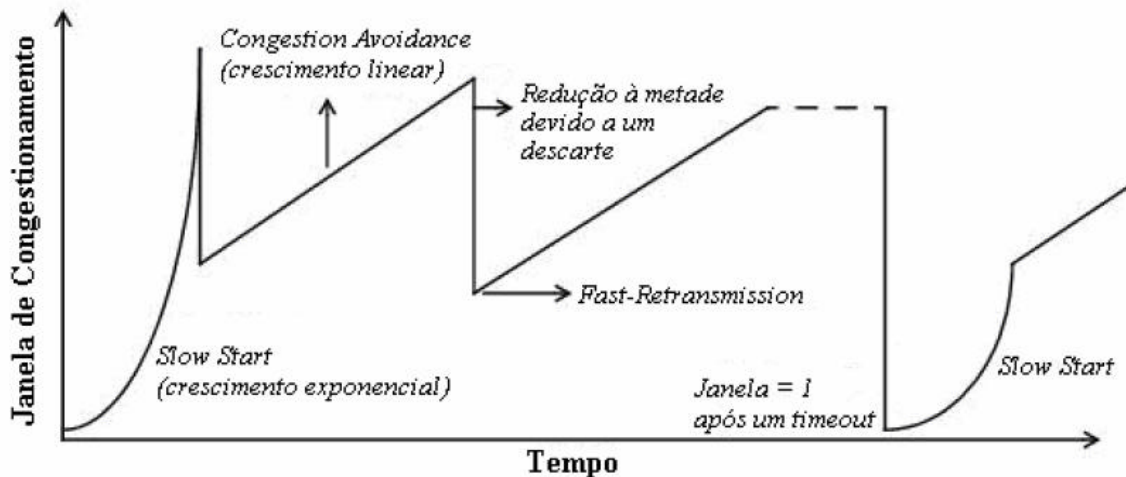 Janela de Congestionamento
Congestion Avoidance
(crescimento linear)
Redução à metade
devido a um
descarte
Fast-Retransmission
Slow Start
(crescimento exponencial)
Janela = 1
após um timeout
Slow Start
Tempo